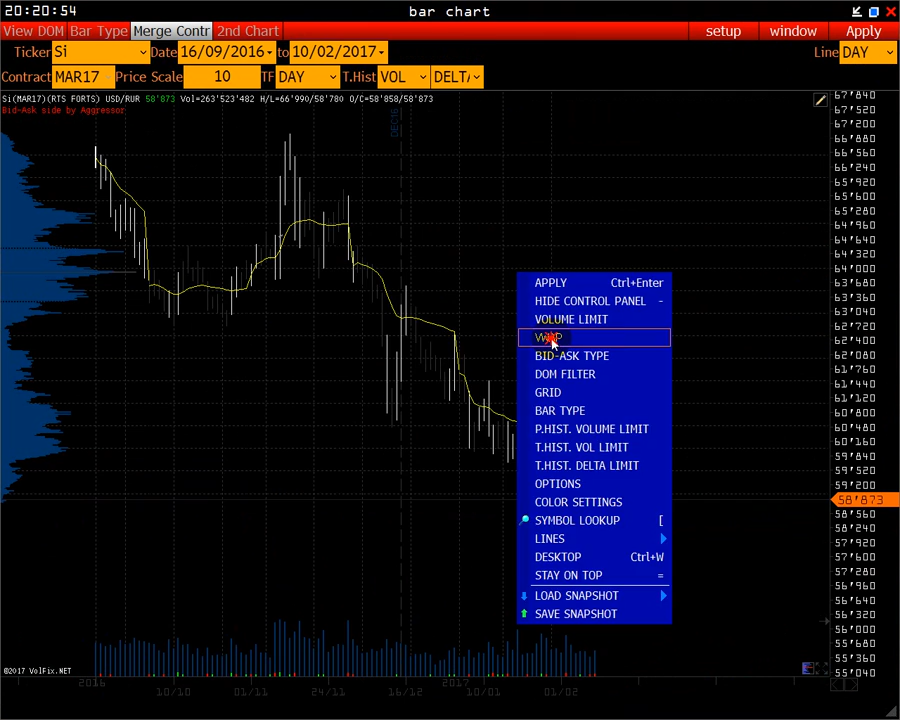 20:20:54
bar chart
View DOM Bar Type Merge Contr 2nd Chart setup window Apply
Ticker Si Date 16/09/2016 to 10/02/2017 Line DAY
Contract MAR17 Price Scale 10 TF DAY T.Hist VOL DELT
Si(MAR17)(RTS FORTS) USD/RUR 58'873 Vol=263'523'482 H/L=66'990/58'780 O/C=58'858/58'873
Bid-Ask side by Aggressor
DEC16
67'840
67'520
67'200
66'880
66'560
66'240
65'920
65'600
65'280
64'960
64'640
64'320
64'000
63'680
63'360
63'040
62'720
62'400
62'080
61'760
61'440
61'120
60'800
60'480
60'160
59'840
59'520
59'200
58'873
58'560
58'240
57'920
57'600
57'280
56'960
56'640
56'320
56'000
55'680
55'360
55'040
APPLY Ctrl+Enter
HIDE CONTROL PANEL -
VOLUME LIMIT
BID-ASK TYPE
DOM FILTER
GRID
BAR TYPE
P.HIST. VOLUME LIMIT
T.HIST. VOL LIMIT
T.HIST. DELTA LIMIT
OPTIONS
COLOR SETTINGS
SYMBOL LOOKUP [
LINES
DESKTOP Ctrl+W
STAY ON TOP =
LOAD SNAPSHOT
SAVE SNAPSHOT
©2017 VolFix.NET
2016 2017
10/10 01/11 24/11 16/12 10/01 01/02